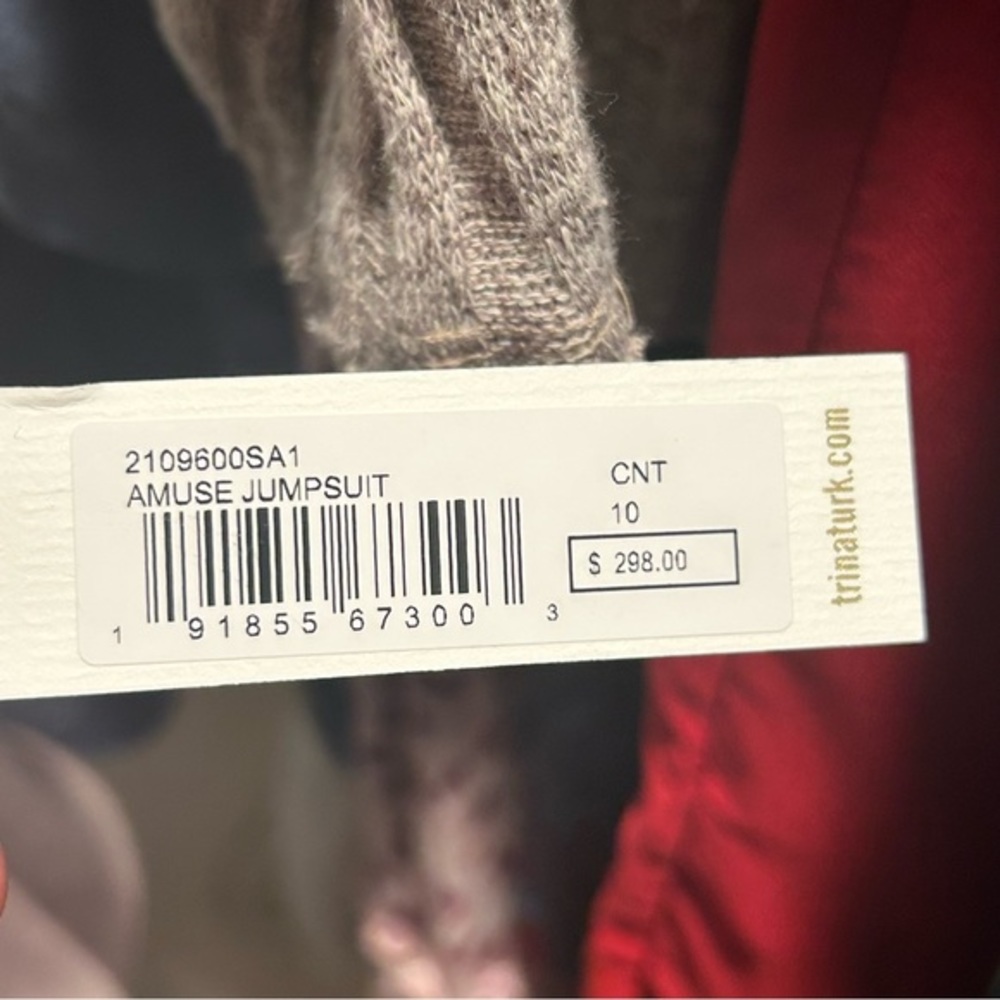 2109600SA1
AMUSE JUMPSUIT
CNT
10
$ 298.00
1 91855 67300 3
trinaturk.com